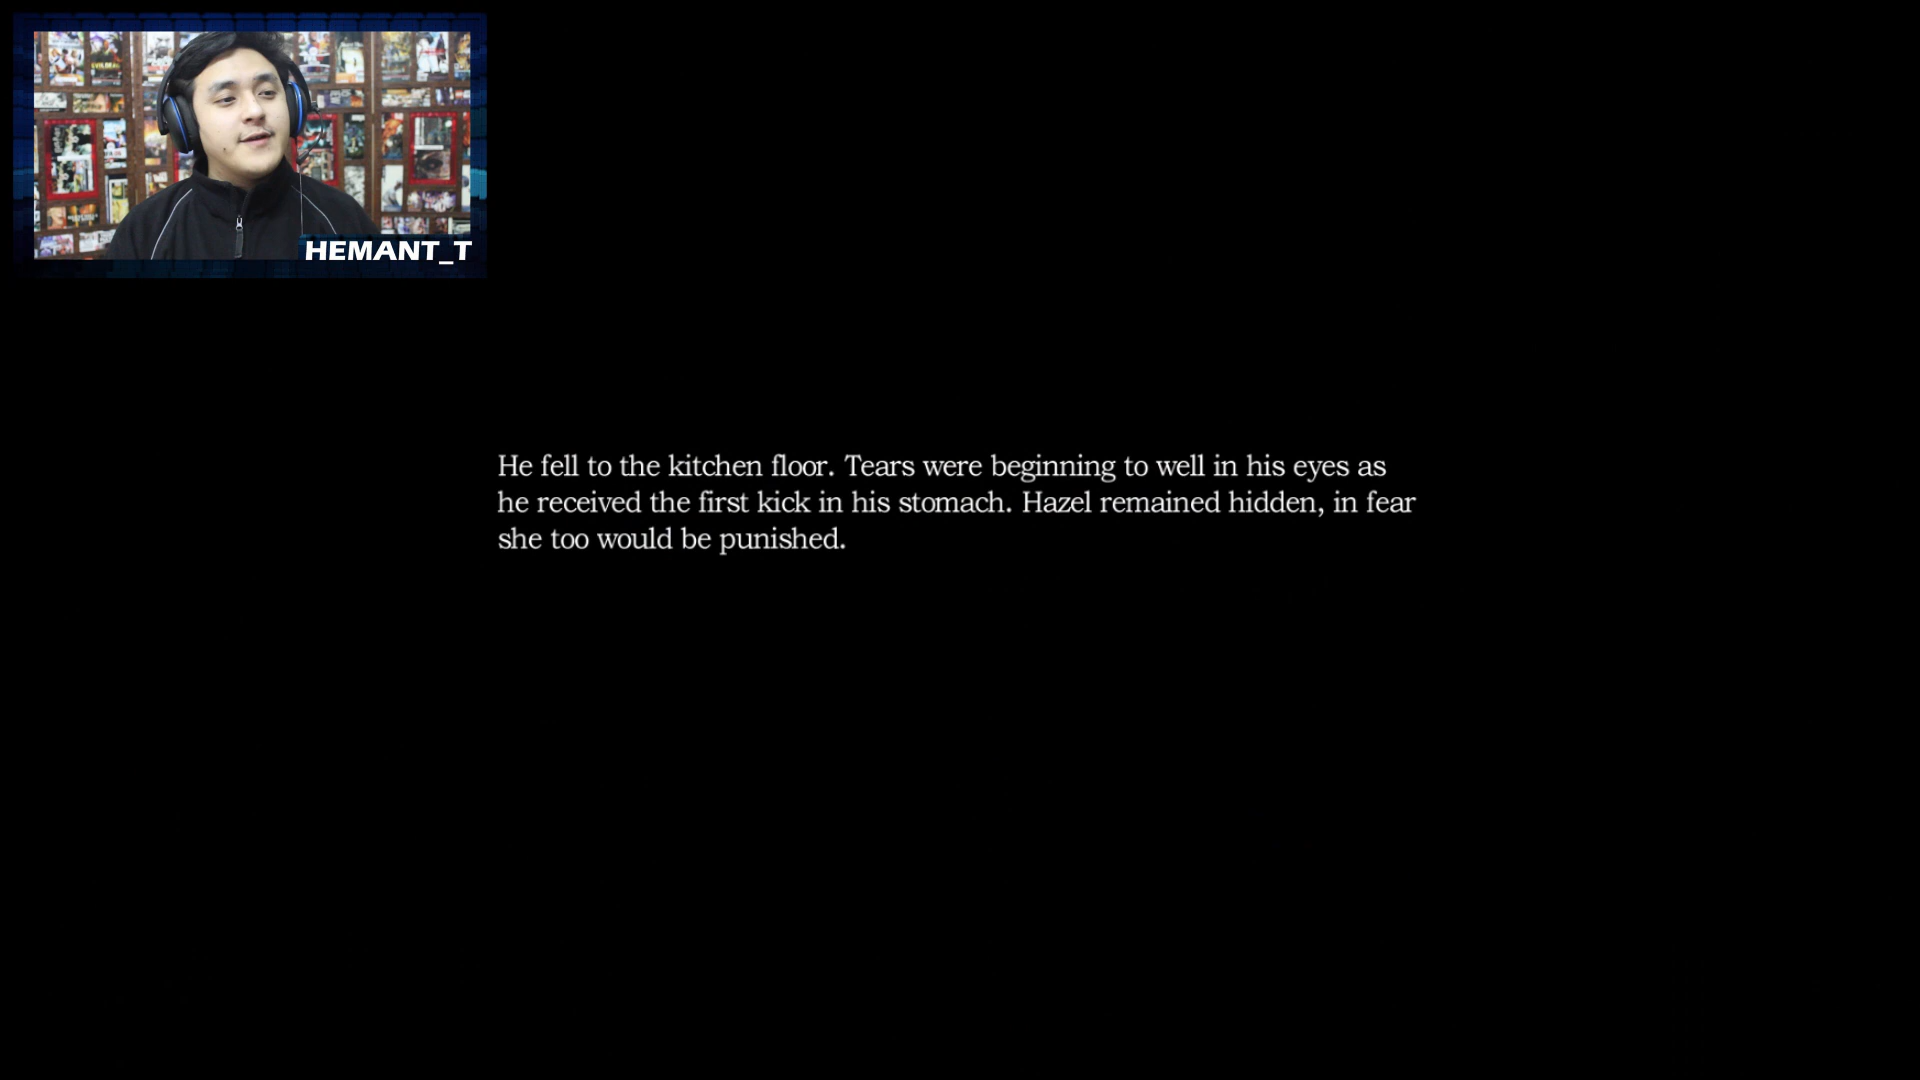 HEMANT_T
He fell to the kitchen floor. Tears were beginning to well in his eyes as
he received the first kick in his stomach. Hazel remained hidden, in fear
she too would be punished.